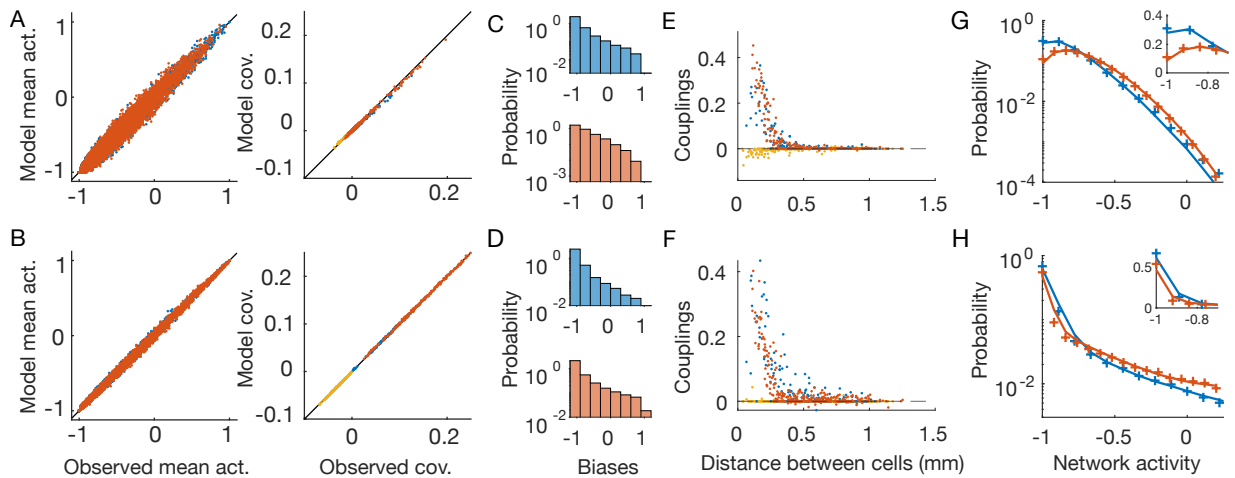 A
Model mean act.
1
0
-1
-1
0
1
Model cov.
0.2
0.1
0
-0.1
0
0.2
C
Probability
10 0
10 -2
-1 0 1
10 0
10 -3
-1 0 1
E
Couplings
0.4
0.2
0
0 0.5 1 1.5
G
Probability
10^0
10^-2
10^-4
-1 -0.5 0
0.4
0.2
0
-1 -0.8
B
Model mean act.
1
0
-1
-1 0 1
Observed mean act.
Model cov.
0.2
0.1
0
-0.1
0 0.2
Observed cov.
D
Probability
10 0
10 -2
-1 0 1
10 0
10 -2
-1 0 1
Biases
F
Couplings
0.4
0.2
0
0 0.5 1 1.5
Distance between cells (mm)
H
Probability
10^0
10^-2
-1 -0.5 0
Network activity
0.5
0
-1 -0.8